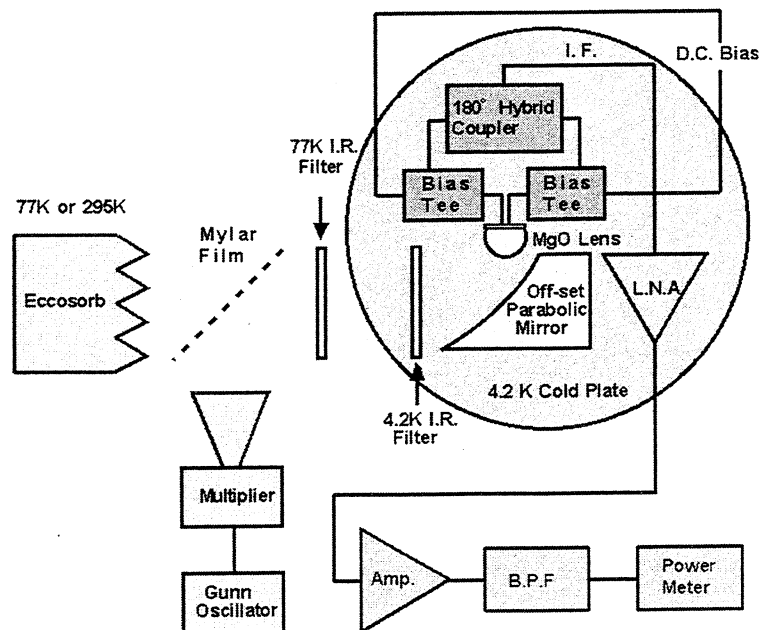 I. F.
D.C. Bias
180° Hybrid
Coupler
77K I.R.
Filter
Bias
Tee
Bias
Tee
77K or 295K
Mylar
Film
MgO Lens
Eccosorb
Off-set
Parabolic
Mirror
L.N.A.
4.2 K Cold Plate
4.2K I.R.
Filter
Multiplier
Gunn
Oscillator
Amp.
B.P.F
Power
Meter